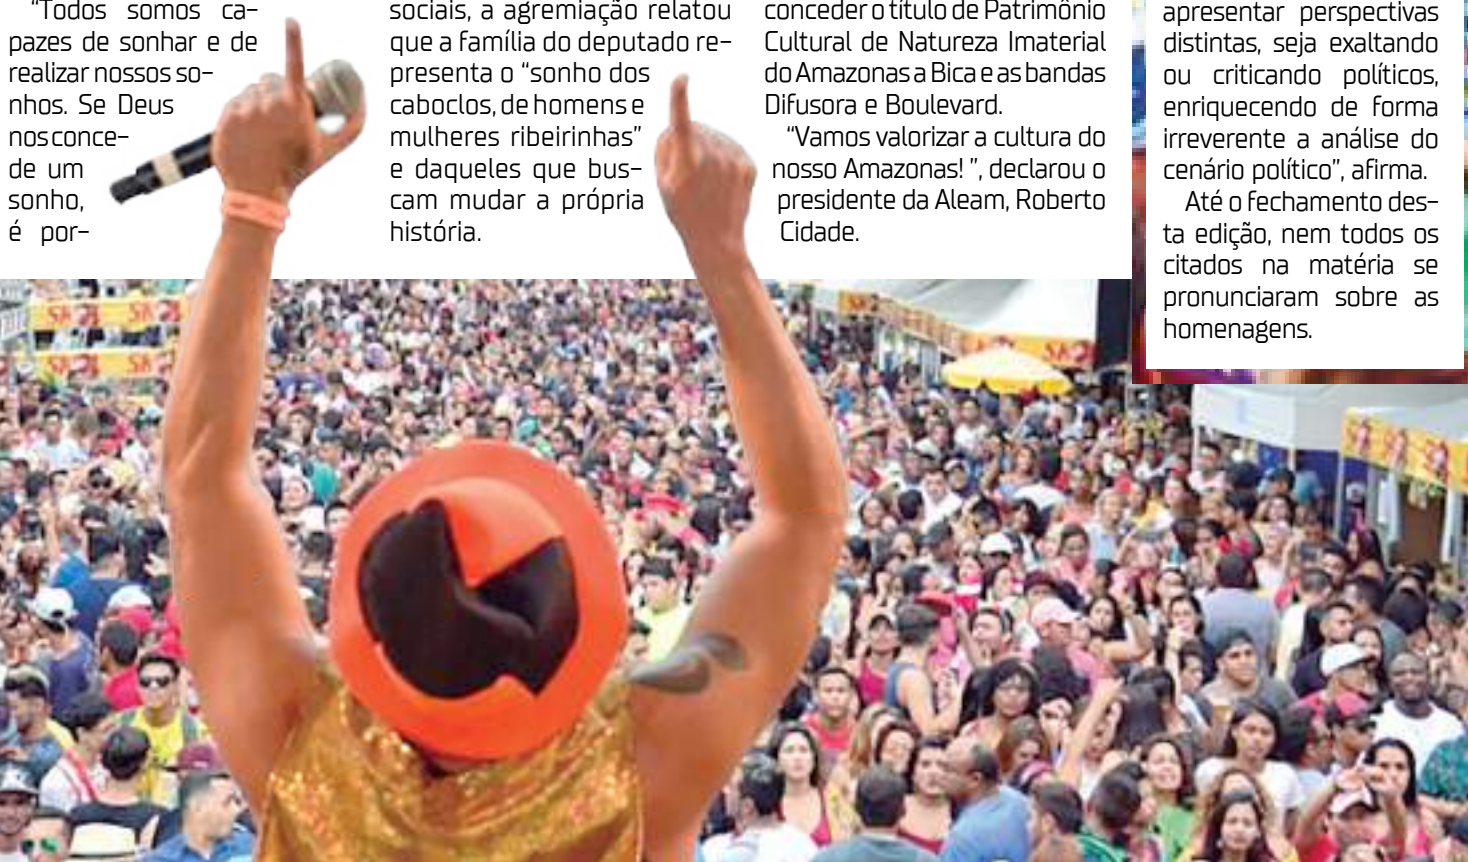 “Todos somos ca-
pazes de sonhar e de
realizar nossos so-
nhos. Se Deus
nos conce-
de um
sonho,
é por-
sociais, a agremiação relatou
que a família do deputado re-
presenta o “sonho dos
caboclos, de homens e
mulheres ribeirinhas”
e daqueles que bus-
cam mudar a própria
história.
conceder o título de Patrimônio
Cultural de Natureza Imaterial
do Amazonas a Bica e as bandas
Difusora e Boulevard.
“Vamos valorizar a cultura do
nosso Amazonas! ”, declarou o
presidente da Aleam, Roberto
Cidade.
apresentar perspectivas
distintas, seja exaltando
ou criticando políticos,
enriquecendo de forma
irreverente a análise do
cenário político”, afirma.
Até o fechamento des-
ta edição, nem todos os
citados na matéria se
pronunciaram sobre as
homenagens.